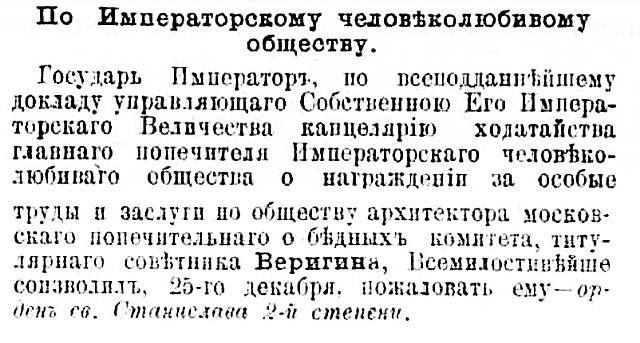 По Императорскому человѣколюбивому
обществу.
Государь Императоръ, по всеподданнѣйшему
докладу управляющаго Собственною Его Импера-
торскаго Величества канцелярію ходатайства
главнаго попечителя Императорскаго человѣко-
любиваго общества о награжденіи за особые
труды и заслуги по обществу архитектора москов-
скаго попечительнаго о бѣдныхъ комитета, титу-
лярнаго совѣтника Веригина, Всемилостивѣйше
соизволилъ, 25-го декабря, пожаловать ему—ор-
денъ св. Станислава 2-й степени.